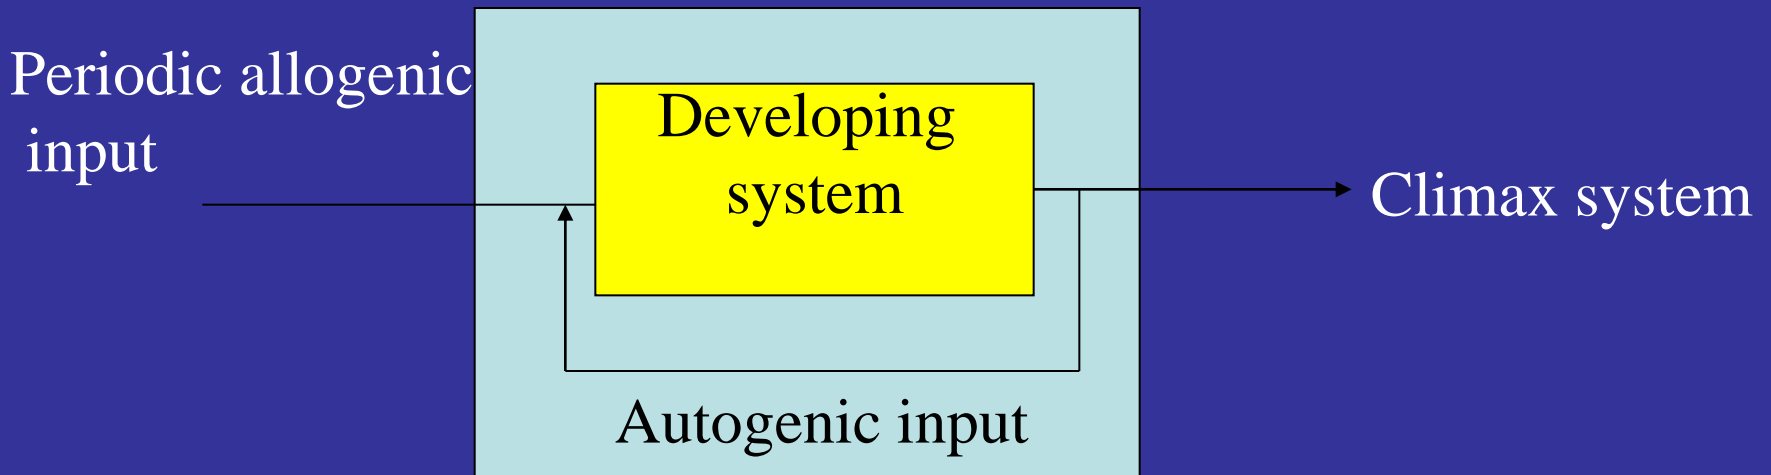 Periodic allogenic
input
Developing
system
Climax system
Autogenic input